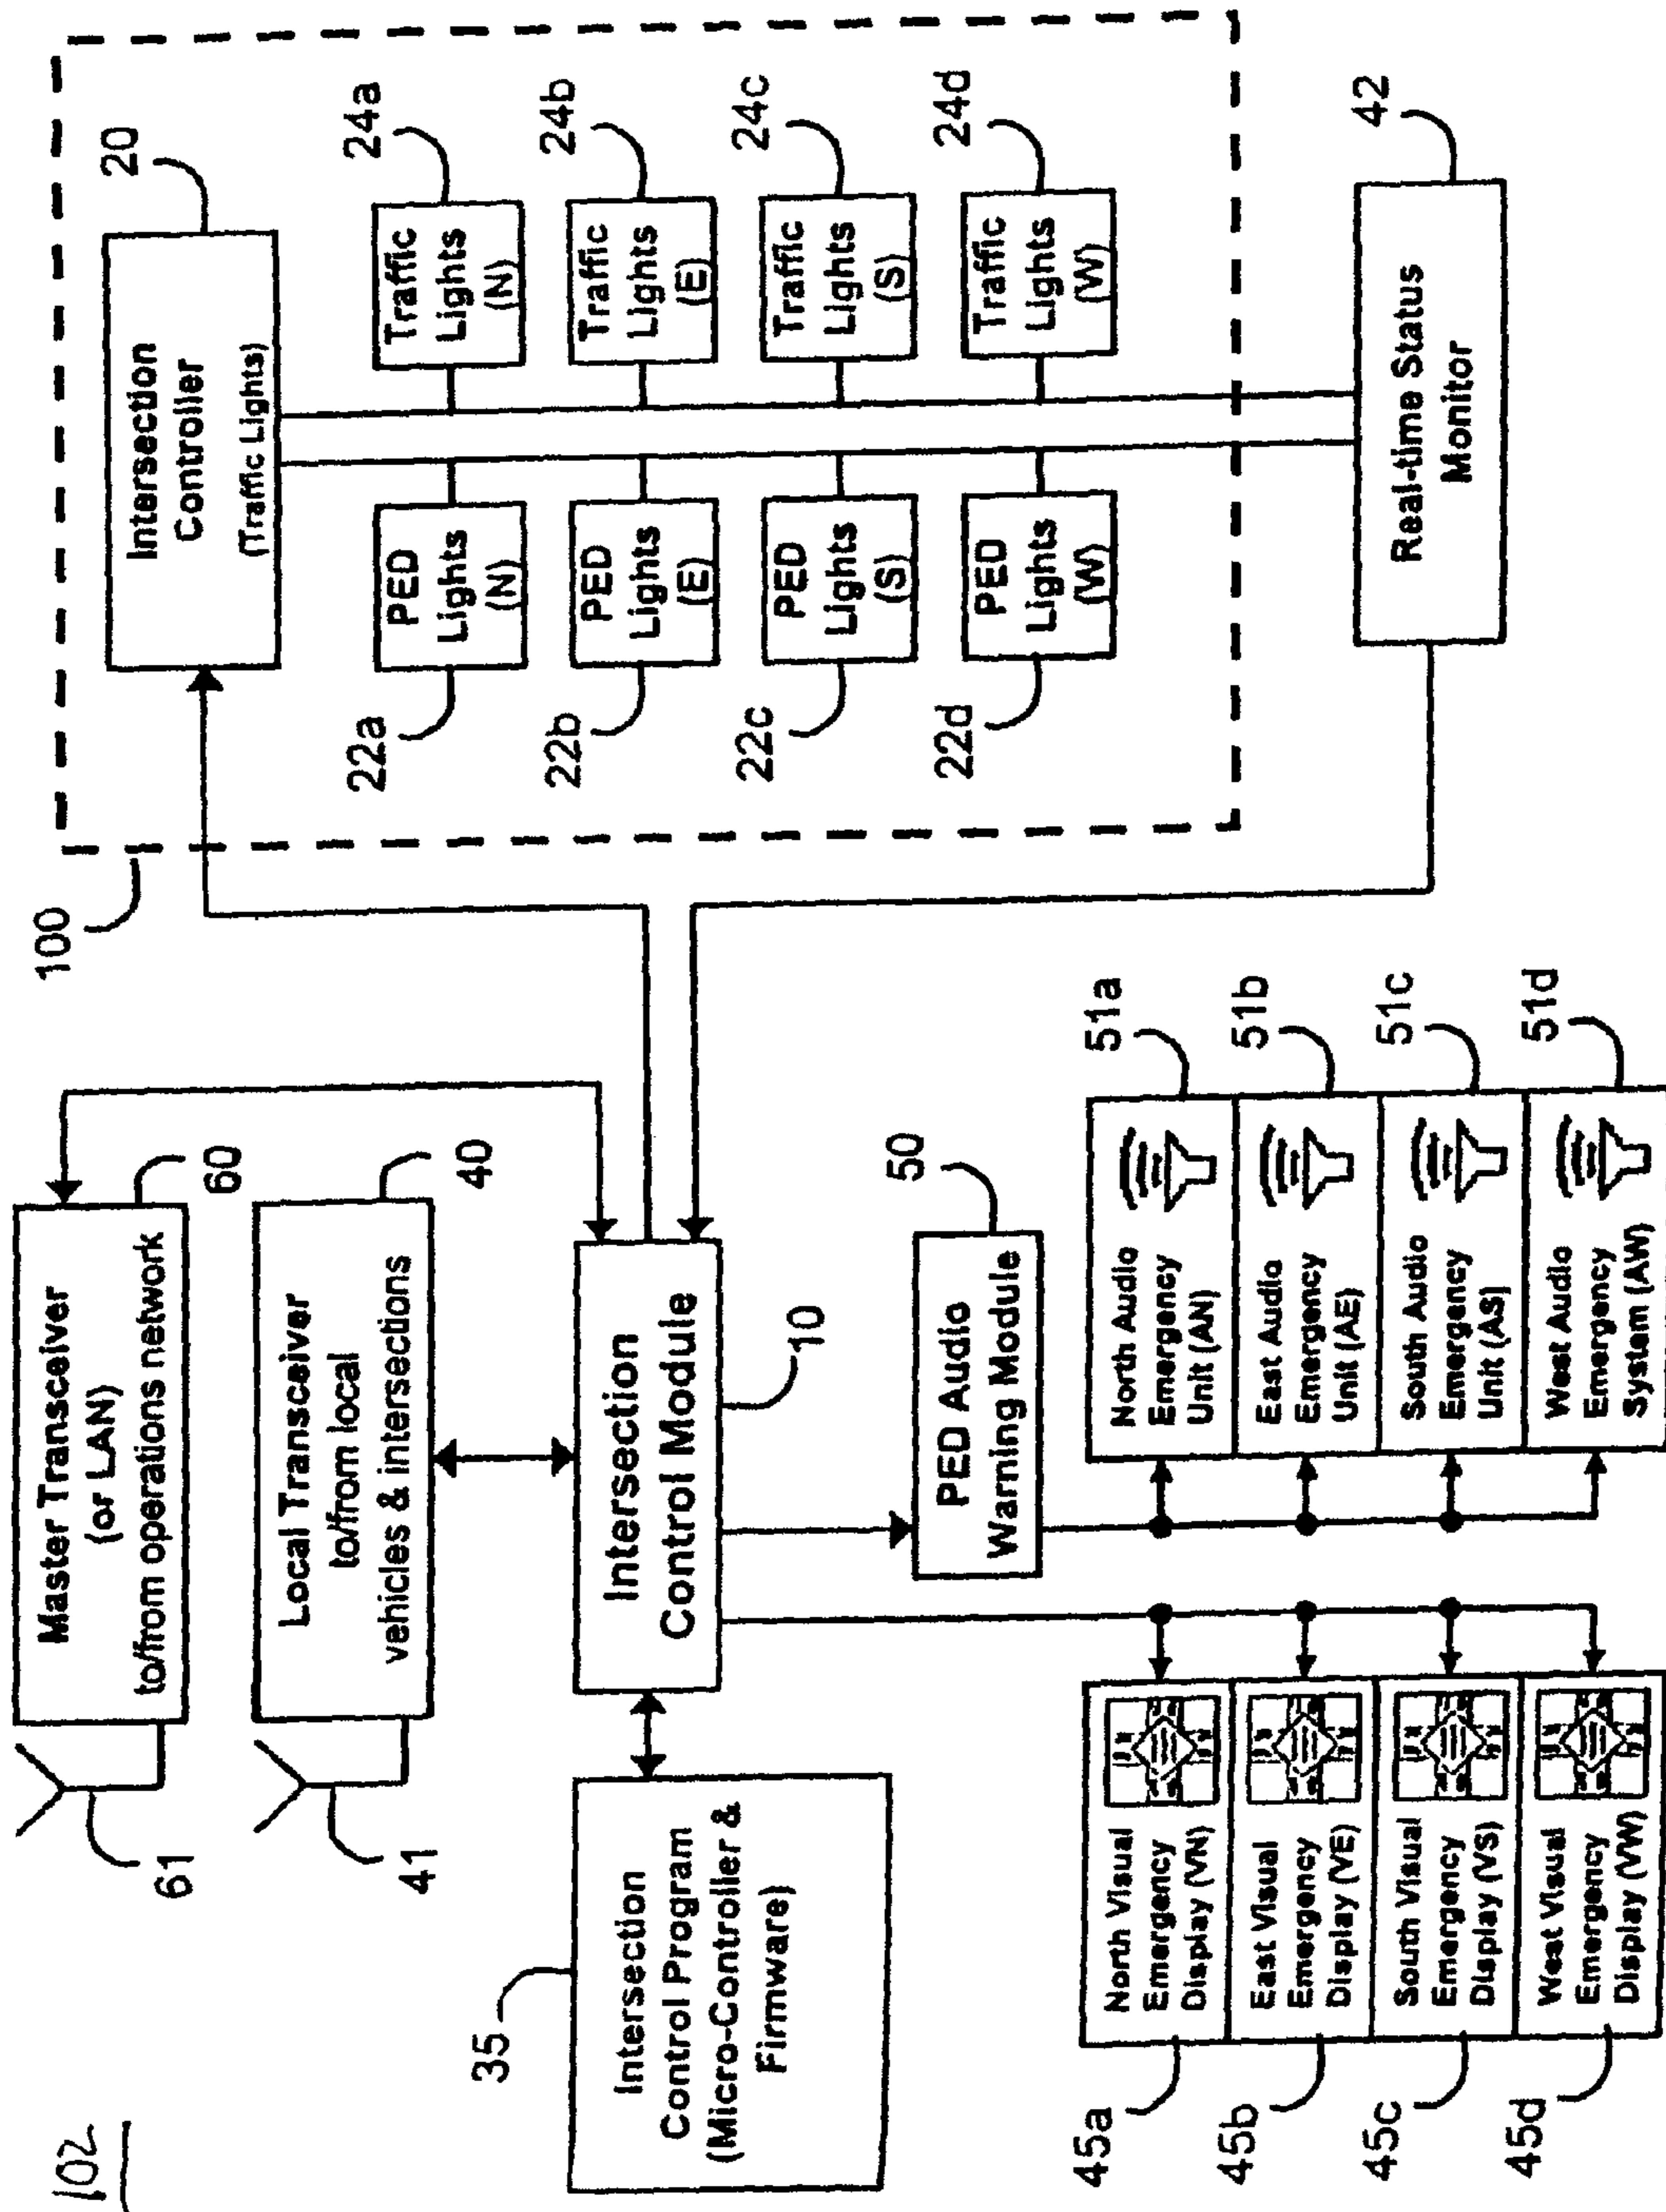 102
Master Transceiver
(or LAN)
to/from operations network
60
61
Local Transceiver
to/from local
vehicles & intersections
40
41
35
Intersection
Control Program
(Micro-Controller &
Firmware)
Intersection
Control Module
10
PED Audio
Warning Module
50
45a
North Visual
Emergency
Display (VN)
45b
East Visual
Emergency
Display (VE)
45c
South Visual
Emergency
Display (VS)
45d
West Visual
Emergency
Display (VW)
North Audio
Emergency
Unit (AN)
51a
East Audio
Emergency
Unit (AE)
51b
South Audio
Emergency
Unit (AS)
51c
West Audio
Emergency
System (AW)
51d
100
Intersection
Controller
(Traffic Lights)
20
22a
PED
Lights
(N)
Traffic
Lights
(N)
24a
22b
PED
Lights
(E)
Traffic
Lights
(E)
24b
22c
PED
Lights
(S)
Traffic
Lights
(S)
24c
22d
PED
Lights
(W)
Traffic
Lights
(W)
24d
Real-time Status
Monitor
42